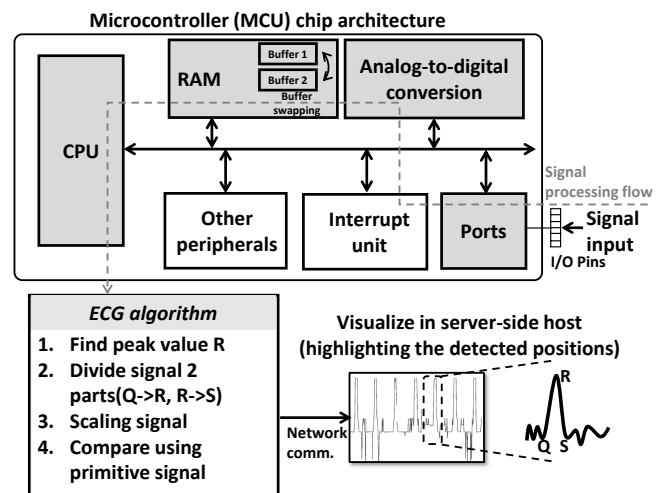 Microcontroller (MCU) chip architecture
RAM
Buffer 1
Buffer 2
Buffer
swapping
Analog-to-digital
conversion
CPU
Signal
processing flow
Other
peripherals
Interrupt
unit
Ports
Signal
input
I/O Pins
ECG algorithm
1. Find peak value R
2. Divide signal 2
parts(Q->R, R->S)
3. Scaling signal
4. Compare using
primitive signal
Network
comm.
Visualize in server-side host
(highlighting the detected positions)
R
Q
S